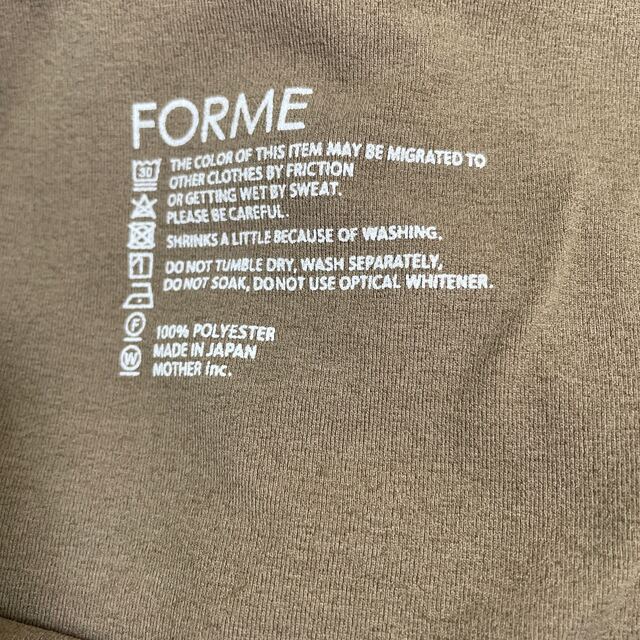 FORME
30
THE COLOR OF THIS ITEM MAY BE MIGRATED TO
OTHER CLOTHES BY FRICTION
OR GETTING WET BY SWEAT.
PLEASE BE CAREFUL.
SHRINKS A LITTLE BECAUSE OF WASHING.
DO NOT TUMBLE DRY, WASH SEPARATELY,
DO NOT SOAK, DO NOT USE OPTICAL WHITENER.
F
100% POLYESTER
MADE IN JAPAN
W
MOTHER inc.